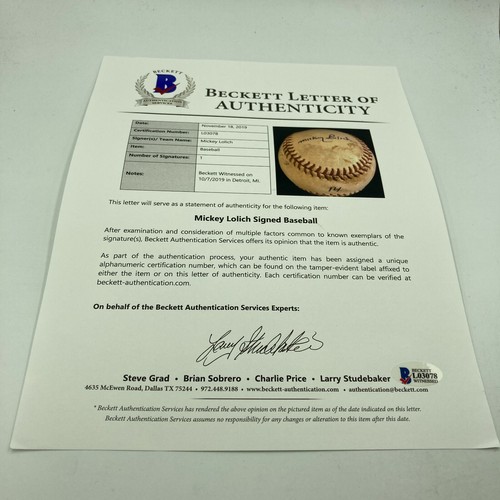 BECKETT
B
AUTHENTICATION
SERVICES
BECKETT LETTER OF
AUTHENTICITY
Date: November 18, 2019
Certification Number: L03078
Signer(s)/ Team Name: Mickey Lolich
Item: Baseball
Number of Signatures: 1
Notes: Beckett Witnessed on
10/7/2019 in Detroit, MI.
Mickey Lolich
This letter will serve as a statement of authenticity for the following item:
Mickey Lolich Signed Baseball
After examination and consideration of multiple factors common to known exemplars of the
signature(s), Beckett Authentication Services offers its opinion that the item is authentic.
As part of the authentication process, your authentic item has been assigned a unique
alphanumeric certification number, which can be found on the tamper-evident label affixed to
either the item or on this letter of authenticity. Each certification number can be verified at
beckett-authentication.com.
On behalf of the Beckett Authentication Services Experts:
Larry Studebaker
Steve Grad • Brian Sobrero • Charlie Price • Larry Studebaker
4635 McEwen Road, Dallas TX 75244 • 972.448.9188 • www.beckett-authentication.com • authentication@beckett.com
B BECKETT
L03078
WITNESSED
* Beckett Authentication Services has rendered the above opinion on the pictured item as of the date indicated on this letter.
Beckett Authentication Services assumes no responsibility for any changes or alteration to this item after this date.